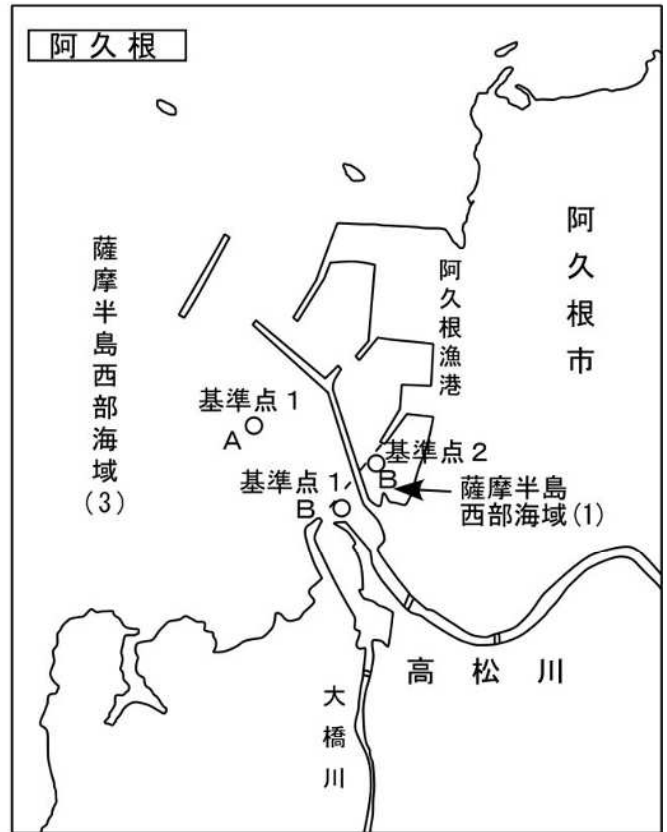 阿久根
阿久根市
阿久根漁港
薩摩半島西部海域(3)
基準点1
A
基準点2
B
基準点1
B
薩摩半島
西部海域(1)
高松川
大橋川